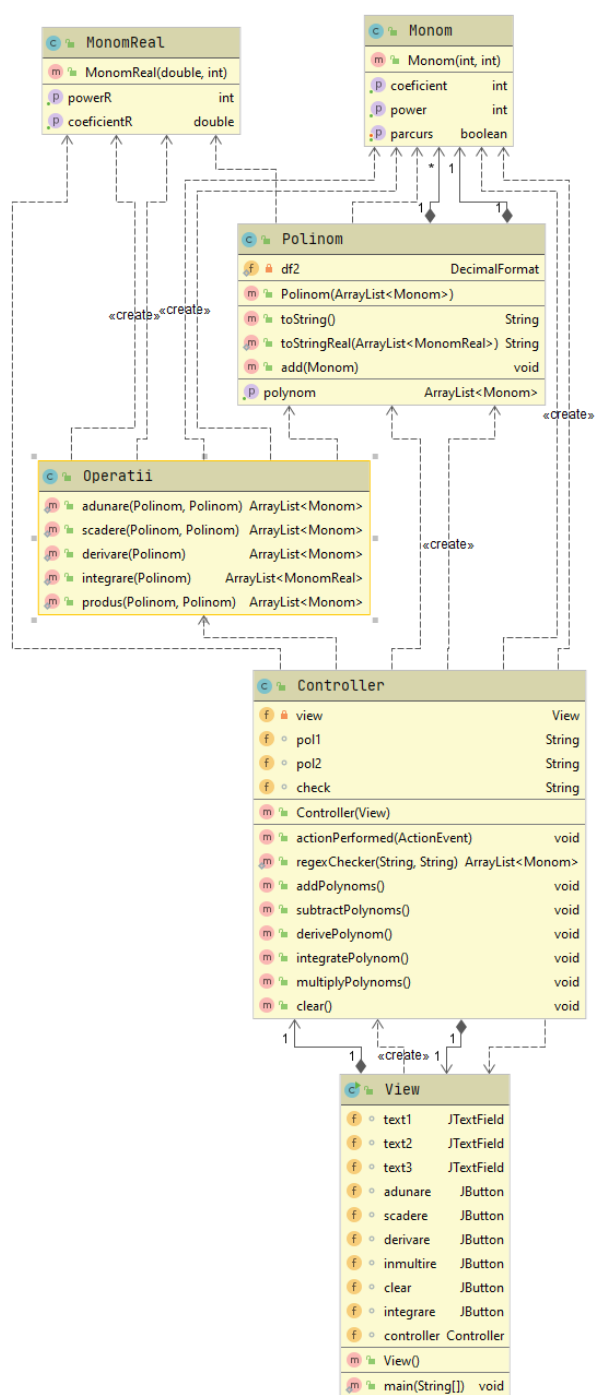 MonomReal
MonomReal(double, int)
powerR int
coeficientR double
Monom
Monom(int, int)
coeficient int
power int
parcurs boolean
* 1
1 1
Polinom
df2 DecimalFormat
Polinom(ArrayList<Monom>)
toString() String
toStringReal(ArrayList<MonomReal>) String
add(Monom) void
polynom ArrayList<Monom>
«create» «create»
«create»
Operatii
adunare(Polinom, Polinom) ArrayList<Monom>
scadere(Polinom, Polinom) ArrayList<Monom>
derivare(Polinom) ArrayList<Monom>
integrare(Polinom) ArrayList<MonomReal>
produs(Polinom, Polinom) ArrayList<Monom>
«create»
Controller
view View
pol1 String
pol2 String
check String
Controller(View)
actionPerformed(ActionEvent) void
regexChecker(String, String) ArrayList<Monom>
addPolynoms() void
subtractPolynoms() void
derivePolynom() void
integratePolynom() void
multiplyPolynoms() void
clear() void
1 1
1 «create» 1
View
text1 JTextField
text2 JTextField
text3 JTextField
adunare JButton
scadere JButton
derivare JButton
inmultire JButton
clear JButton
integrare JButton
controller Controller
View()
main(String[]) void